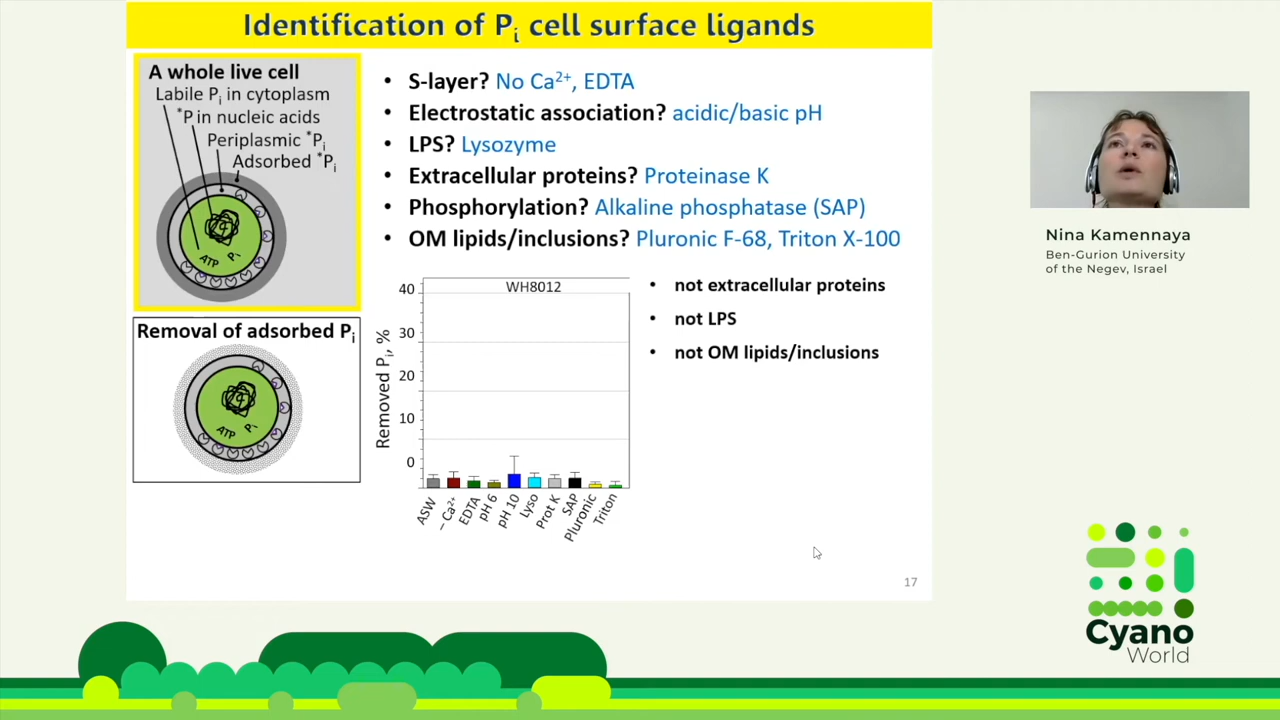 Identification of Pi cell surface ligands
A whole live cell
Labile Pi in cytoplasm
*P in nucleic acids
Periplasmic *Pi
Adsorbed *Pi
ATP
Pi
Removal of adsorbed Pi
ATP
Pi
• S-layer? No Ca2+, EDTA
• Electrostatic association? acidic/basic pH
• LPS? Lysozyme
• Extracellular proteins? Proteinase K
• Phosphorylation? Alkaline phosphatase (SAP)
• OM lipids/inclusions? Pluronic F-68, Triton X-100
WH8012
Removed Pi, %
40
30
20
10
0
ASW
– Ca2+
EDTA
pH 6
pH 10
Lyso
Prot K
SAP
Pluronic
Triton
• not extracellular proteins
• not LPS
• not OM lipids/inclusions
17
Nina Kamennaya
Ben-Gurion University
of the Negev, Israel
Cyano
World